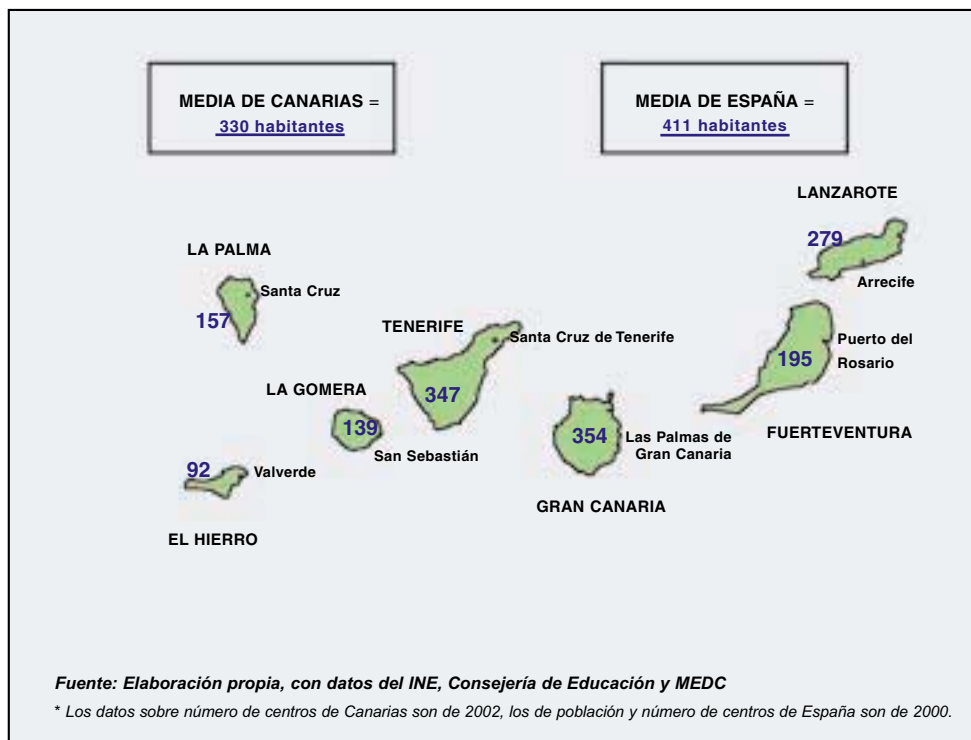 MEDIA DE CANARIAS =
330 habitantes
MEDIA DE ESPAÑA =
411 habitantes
LANZAROTE
279
Arrecife
LA PALMA
Santa Cruz
157
TENERIFE
Santa Cruz de Tenerife
347
Puerto del
Rosario
195
FUERTEVENTURA
LA GOMERA
139
San Sebastián
354
Las Palmas de
Gran Canaria
GRAN CANARIA
92
Valverde
EL HIERRO
Fuente: Elaboración propia, con datos del INE, Consejería de Educación y MEDC
* Los datos sobre número de centros de Canarias son de 2002, los de población y número de centros de España son de 2000.